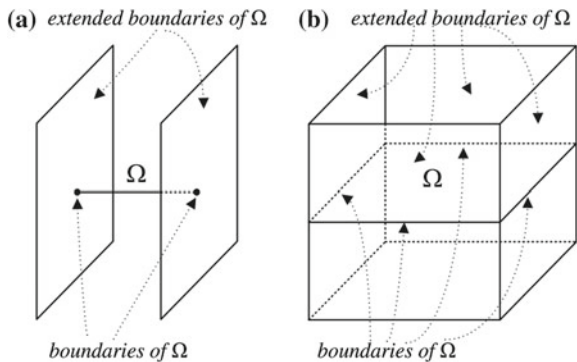 (a) extended boundaries of Ω
Ω
boundaries of Ω
(b) extended boundaries of Ω
Ω
boundaries of Ω